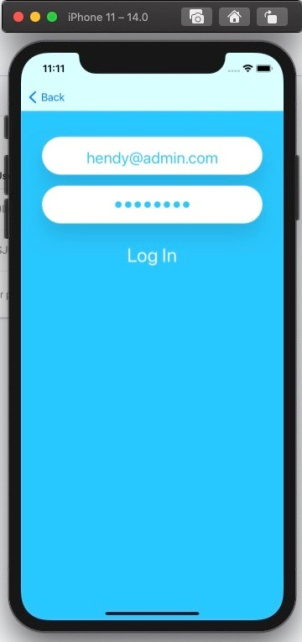 iPhone 11 – 14.0
11:11
Back
hendy@admin.com
Log In